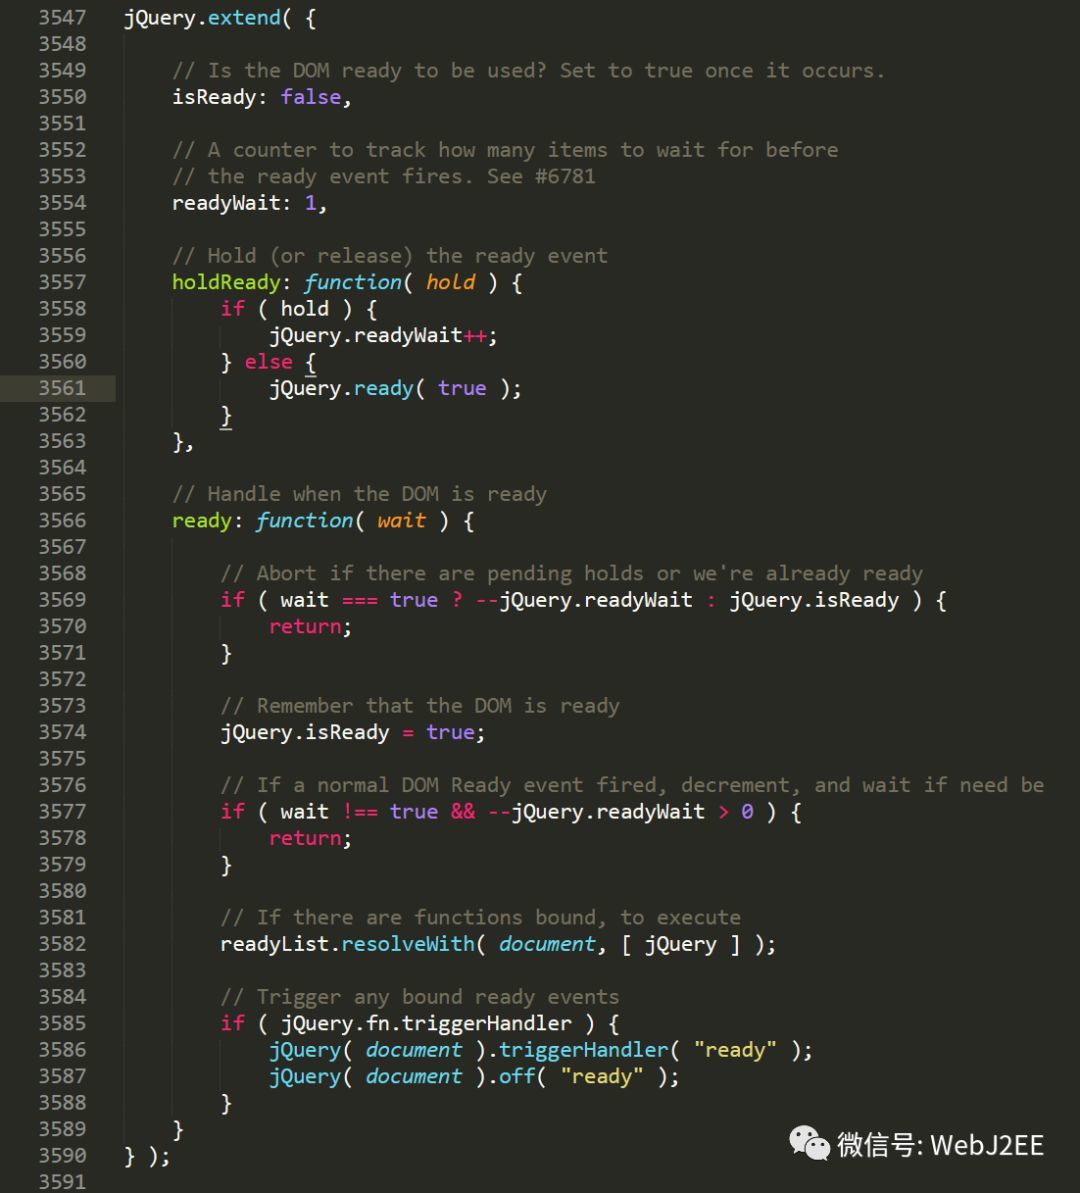 3547 jQuery.extend( {
3548
3549     // Is the DOM ready to be used? Set to true once it occurs.
3550     isReady: false,
3551
3552     // A counter to track how many items to wait for before
3553     // the ready event fires. See #6781
3554     readyWait: 1,
3555
3556     // Hold (or release) the ready event
3557     holdReady: function( hold ) {
3558         if ( hold ) {
3559             jQuery.readyWait++;
3560         } else {
3561             jQuery.ready( true );
3562         }
3563     },
3564
3565     // Handle when the DOM is ready
3566     ready: function( wait ) {
3567
3568         // Abort if there are pending holds or we're already ready
3569         if ( wait === true ? --jQuery.readyWait : jQuery.isReady ) {
3570             return;
3571         }
3572
3573         // Remember that the DOM is ready
3574         jQuery.isReady = true;
3575
3576         // If a normal DOM Ready event fired, decrement, and wait if need be
3577         if ( wait !== true && --jQuery.readyWait > 0 ) {
3578             return;
3579         }
3580
3581         // If there are functions bound, to execute
3582         readyList.resolveWith( document, [ jQuery ] );
3583
3584         // Trigger any bound ready events
3585         if ( jQuery.fn.triggerHandler ) {
3586             jQuery( document ).triggerHandler( "ready" );
3587             jQuery( document ).off( "ready" );
3588         }
3589     }
3590 } );
3591
微信号: WebJ2EE